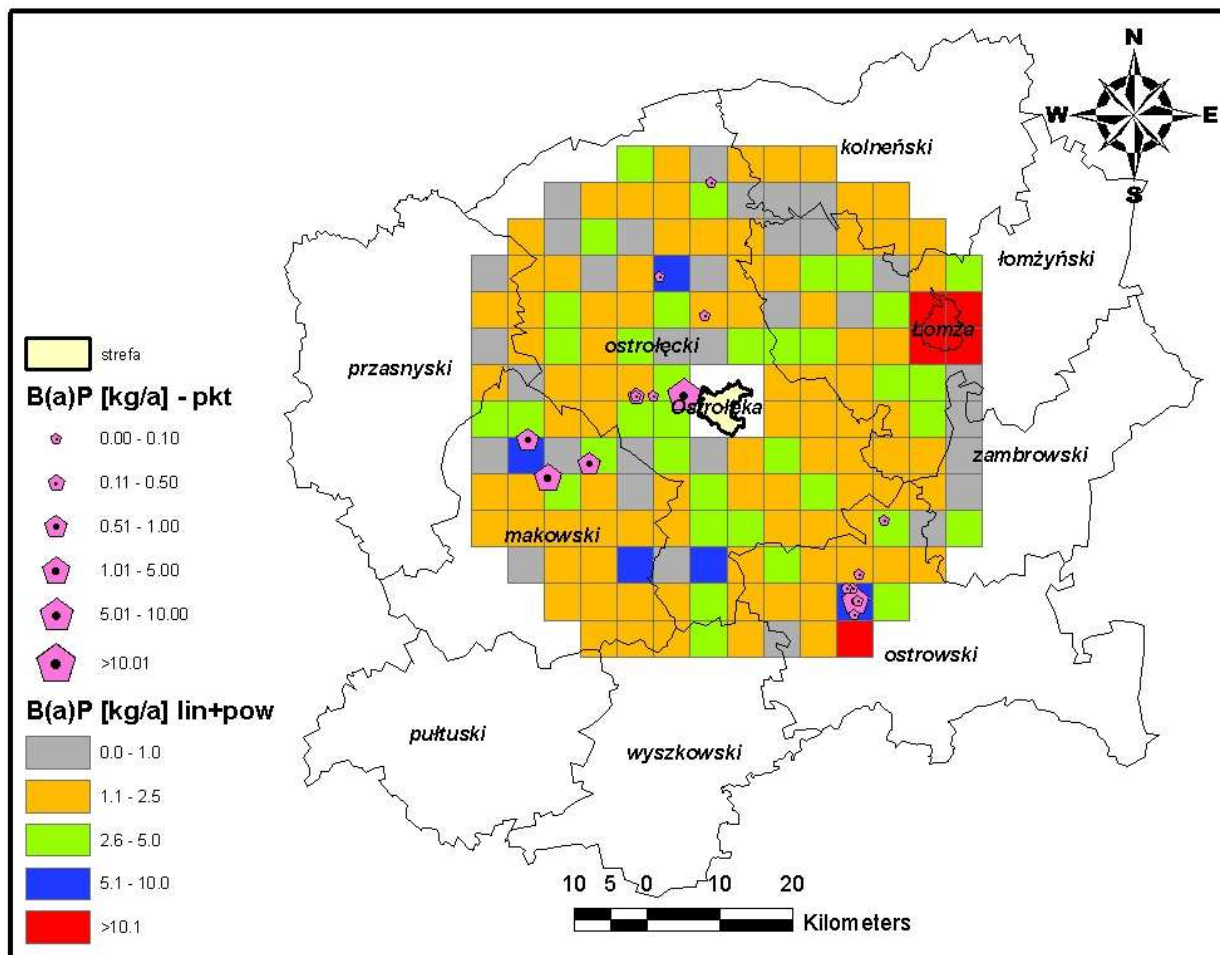 N
W
E
S
kolneński
łomżyński
Łomża
ostrołęcki
przasnyski
Ostrołęka
zambrowski
makowski
ostrowski
pułtuski
wyszkowski
strefa
B(a)P [kg/a] - pkt
0.00 - 0.10
0.11 - 0.50
0.51 - 1.00
1.01 - 5.00
5.01 - 10.00
>10.01
B(a)P [kg/a] lin+pow
0.0 - 1.0
1.1 - 2.5
2.6 - 5.0
5.1 - 10.0
>10.1
10 5 0 10 20
Kilometers